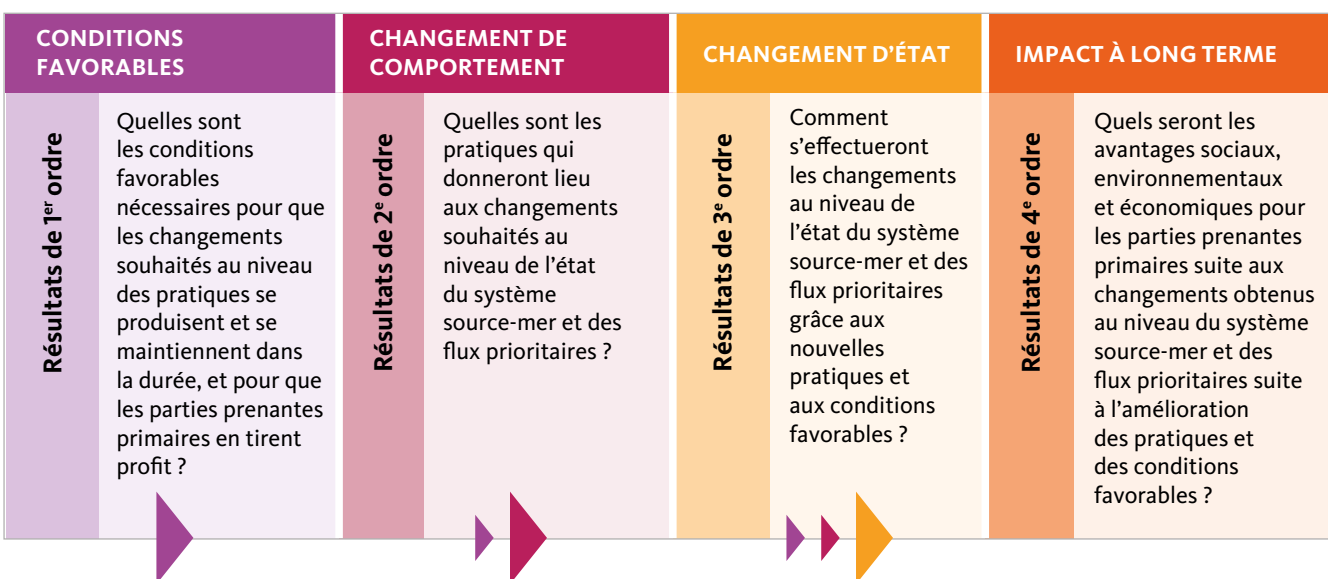 CONDITIONS
FAVORABLES
Résultats de 1er ordre
Quelles sont
les conditions
favorables
nécessaires pour que
les changements
souhaités au niveau
des pratiques se
produisent et se
maintiennent dans
la durée, et pour que
les parties prenantes
primaires en tirent
profit ?
CHANGEMENT DE
COMPORTEMENT
Résultats de 2e ordre
Quelles sont les
pratiques qui
donneront lieu
aux changements
souhaités au
niveau de l’état
du système
source-mer et des
flux prioritaires ?
CHANGEMENT D’ÉTAT
Résultats de 3e ordre
Comment
s’effectueront
les changements
au niveau de
l’état du système
source-mer et des
flux prioritaires
grâce aux
nouvelles
pratiques et
aux conditions
favorables ?
IMPACT À LONG TERME
Résultats de 4e ordre
Quels seront les
avantages sociaux,
environnementaux
et économiques pour
les parties prenantes
primaires suite aux
changements obtenus
au niveau du système
source-mer et des
flux prioritaires suite
à l’amélioration
des pratiques et
des conditions
favorables ?